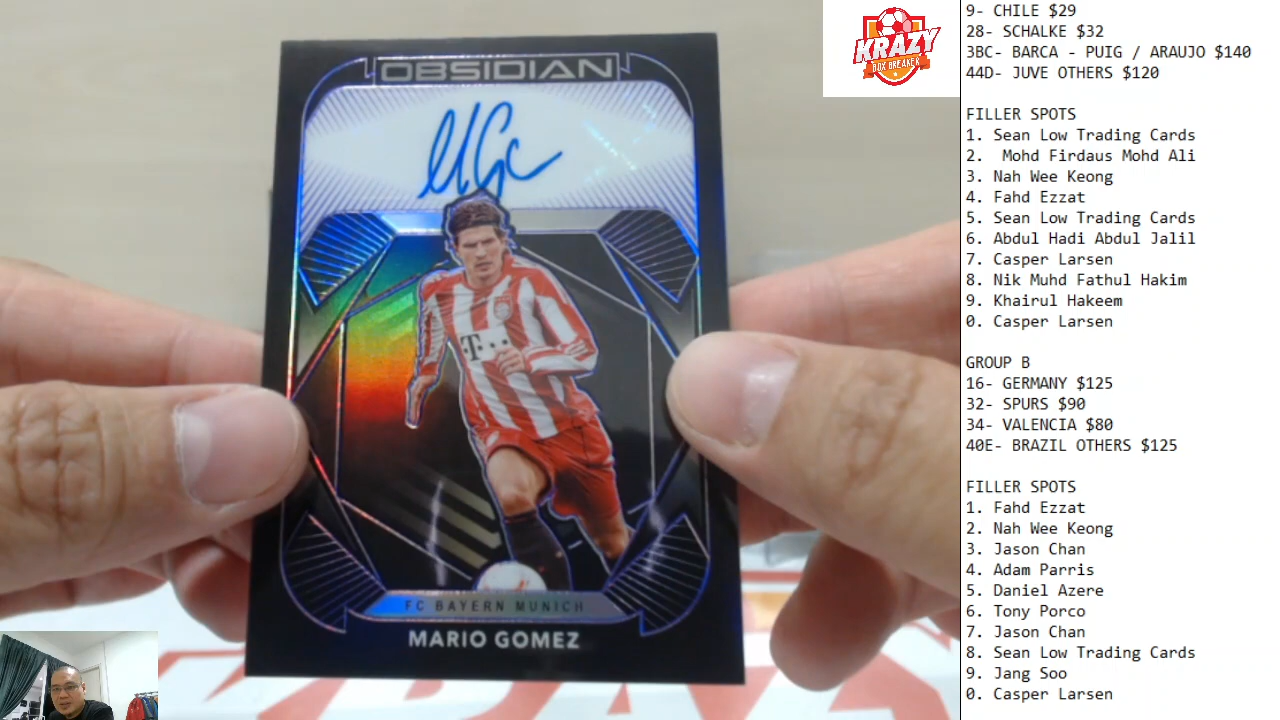 OBSIDIAN
MGc
T
FC BAYERN MUNICH
MARIO GOMEZ
KRAZY
BOX BREAKER
9- CHILE $29
28- SCHALKE $32
3BC- BARCA - PUIG / ARAUJO $140
44D- JUVE OTHERS $120
FILLER SPOTS
1. Sean Low Trading Cards
2.  Mohd Firdaus Mohd Ali
3. Nah Wee Keong
4. Fahd Ezzat
5. Sean Low Trading Cards
6. Abdul Hadi Abdul Jalil
7. Casper Larsen
8. Nik Muhd Fathul Hakim
9. Khairul Hakeem
0. Casper Larsen
GROUP B
16- GERMANY $125
32- SPURS $90
34- VALENCIA $80
40E- BRAZIL OTHERS $125
FILLER SPOTS
1. Fahd Ezzat
2. Nah Wee Keong
3. Jason Chan
4. Adam Parris
5. Daniel Azere
6. Tony Porco
7. Jason Chan
8. Sean Low Trading Cards
9. Jang Soo
0. Casper Larsen